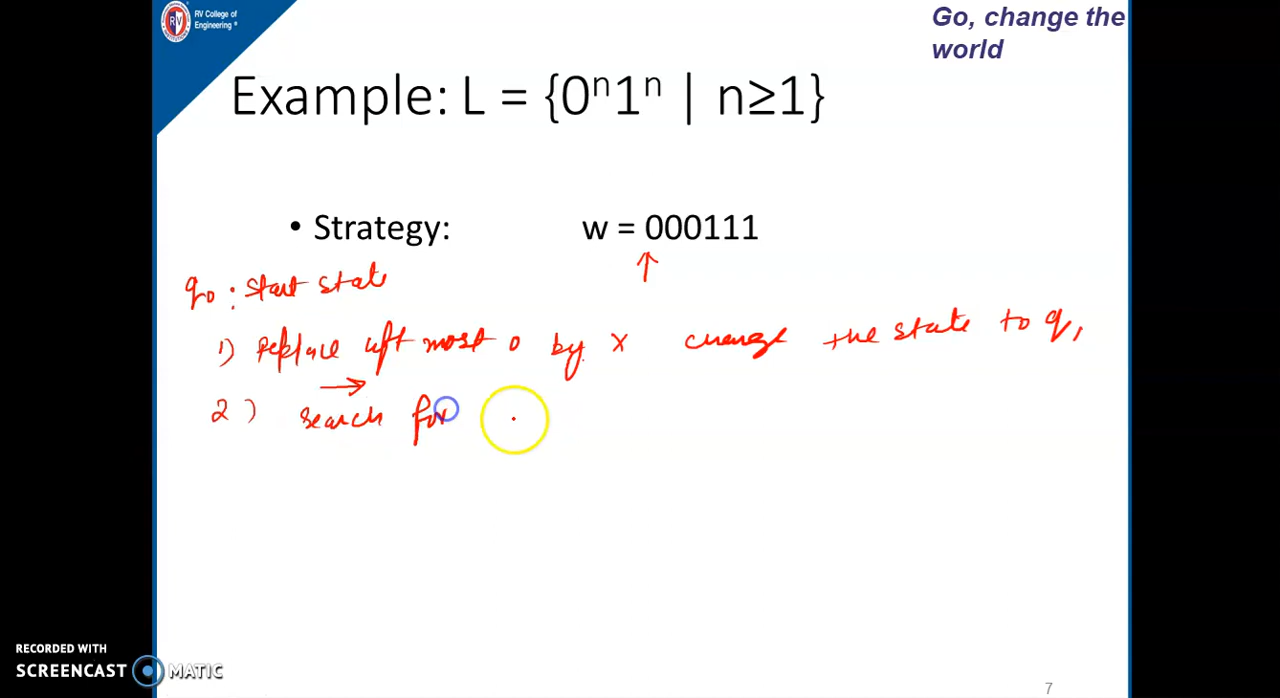 RV College of
Engineering
Go, change the
world
Example: L = {0ⁿ1ⁿ | n≥1}
• Strategy: w = 000111
↑
q0 : Start state
1) Replace left most 0 by X change the state to q1
→
2) search for
RECORDED WITH
SCREENCAST MATIC
7